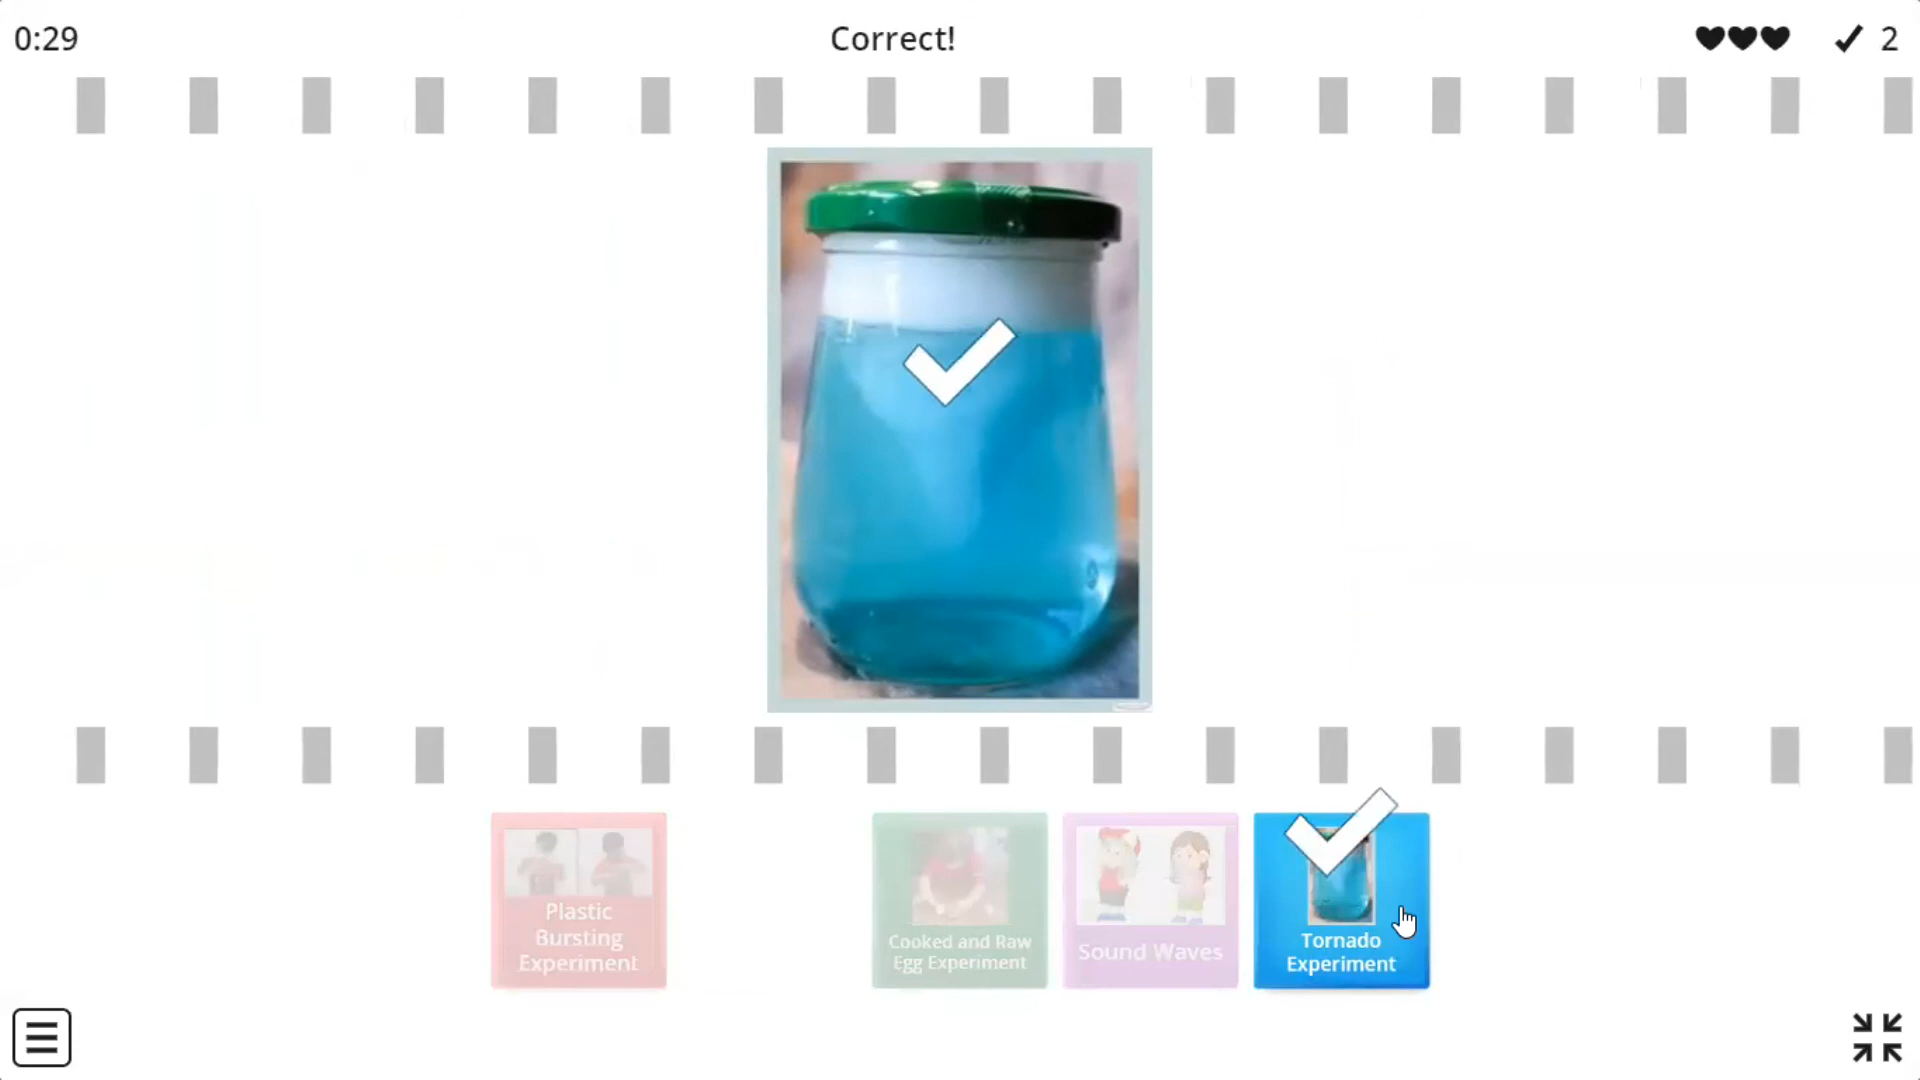 0:29
Correct!
2
Plastic
Bursting
Experiment
Cooked and Raw
Egg Experiment
Sound Waves
Tornado
Experiment